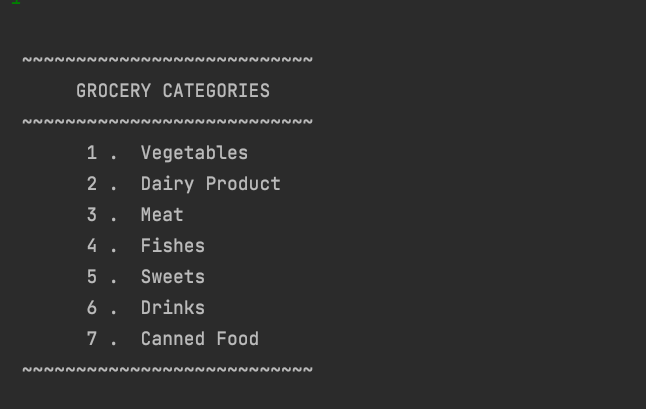 ~~~~~~~~~~~~~~~~~~~~~~~~~~~
GROCERY CATEGORIES
~~~~~~~~~~~~~~~~~~~~~~~~~~~
1 .  Vegetables
2 .  Dairy Product
3 .  Meat
4 .  Fishes
5 .  Sweets
6 .  Drinks
7 .  Canned Food
~~~~~~~~~~~~~~~~~~~~~~~~~~~